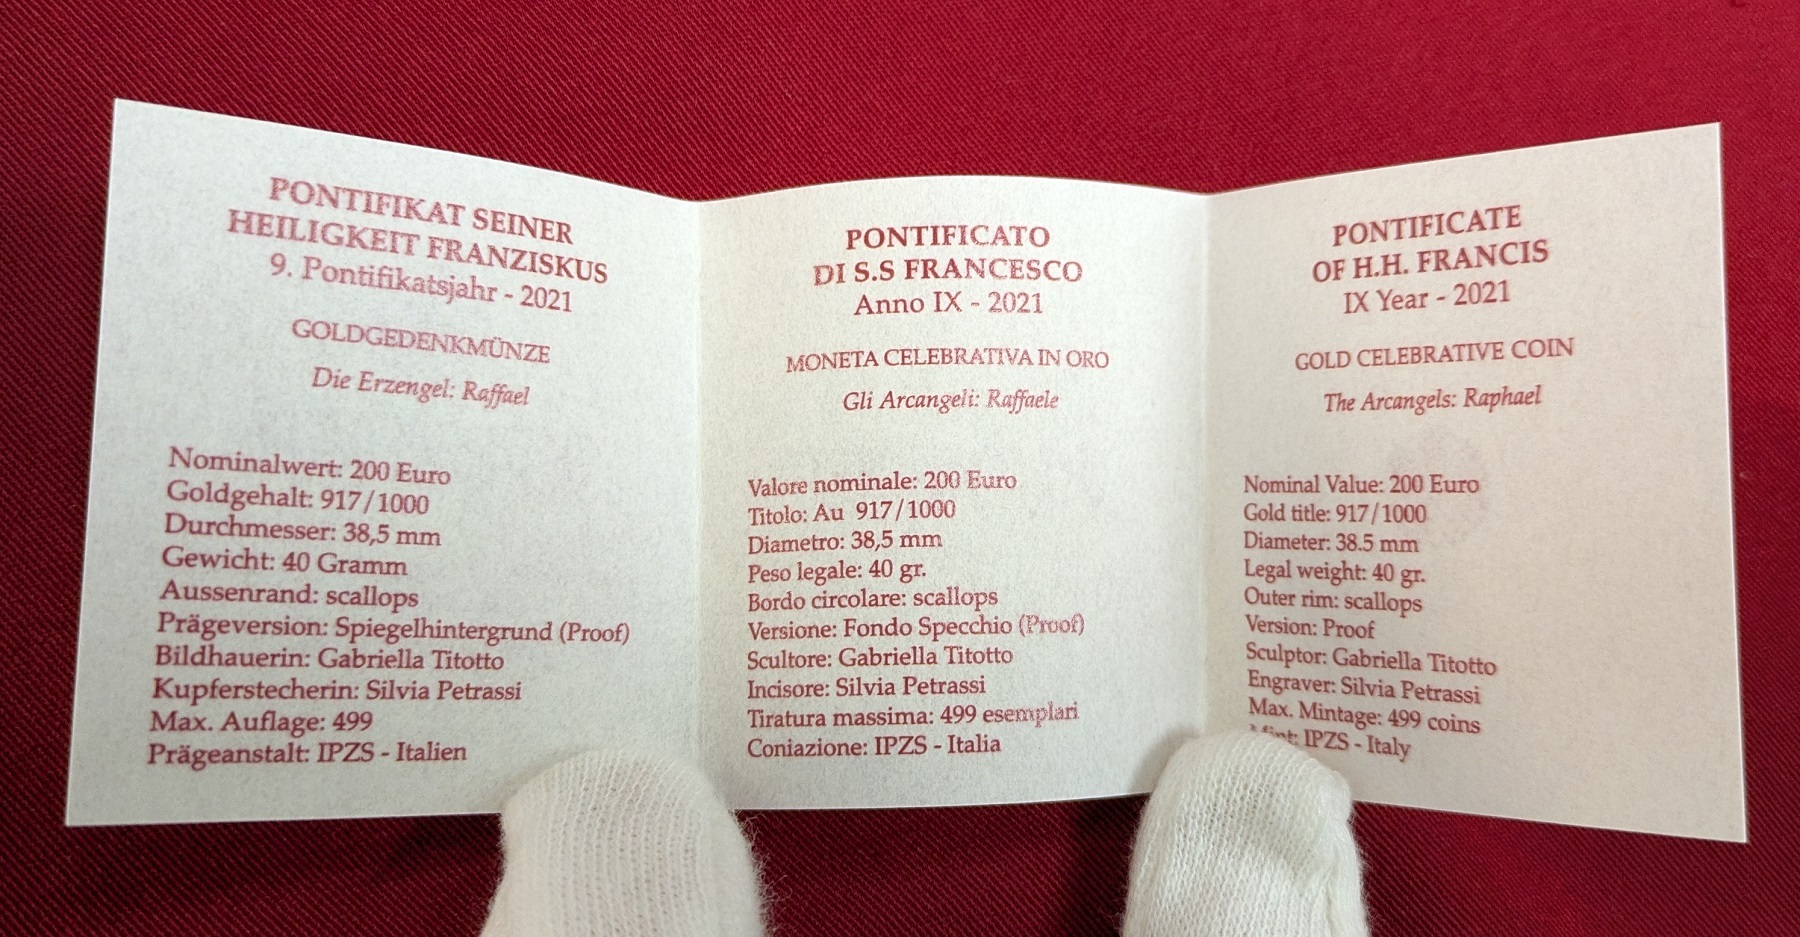 PONTIFIKAT SEINER
HEILIGKEIT FRANZISKUS
9. Pontifikatsjahr - 2021
GOLDGEDENKMÜNZE
Die Erzengel: Raffael
Nominalwert: 200 Euro
Goldgehalt: 917/1000
Durchmesser: 38,5 mm
Gewicht: 40 Gramm
Aussenrand: scallops
Prägeversion: Spiegelhintergrund (Proof)
Bildhauerin: Gabriella Titotto
Kupferstecherin: Silvia Petrassi
Max. Auflage: 499
Prägeanstalt: IPZS - Italien
PONTIFICATO
DI S.S FRANCESCO
Anno IX - 2021
MONETA CELEBRATIVA IN ORO
Gli Arcangeli: Raffaele
Valore nominale: 200 Euro
Titolo: Au 917/1000
Diametro: 38,5 mm
Peso legale: 40 gr.
Bordo circolare: scallops
Versione: Fondo Specchio (Proof)
Scultore: Gabriella Titotto
Incisore: Silvia Petrassi
Tiratura massima: 499 esemplari
Coniazione: IPZS - Italia
PONTIFICATE
OF H.H. FRANCIS
IX Year - 2021
GOLD CELEBRATIVE COIN
The Arcangels: Raphael
Nominal Value: 200 Euro
Gold title: 917/1000
Diameter: 38.5 mm
Legal weight: 40 gr.
Outer rim: scallops
Version: Proof
Sculptor: Gabriella Titotto
Engraver: Silvia Petrassi
Max. Mintage: 499 coins
Mint: IPZS - Italy